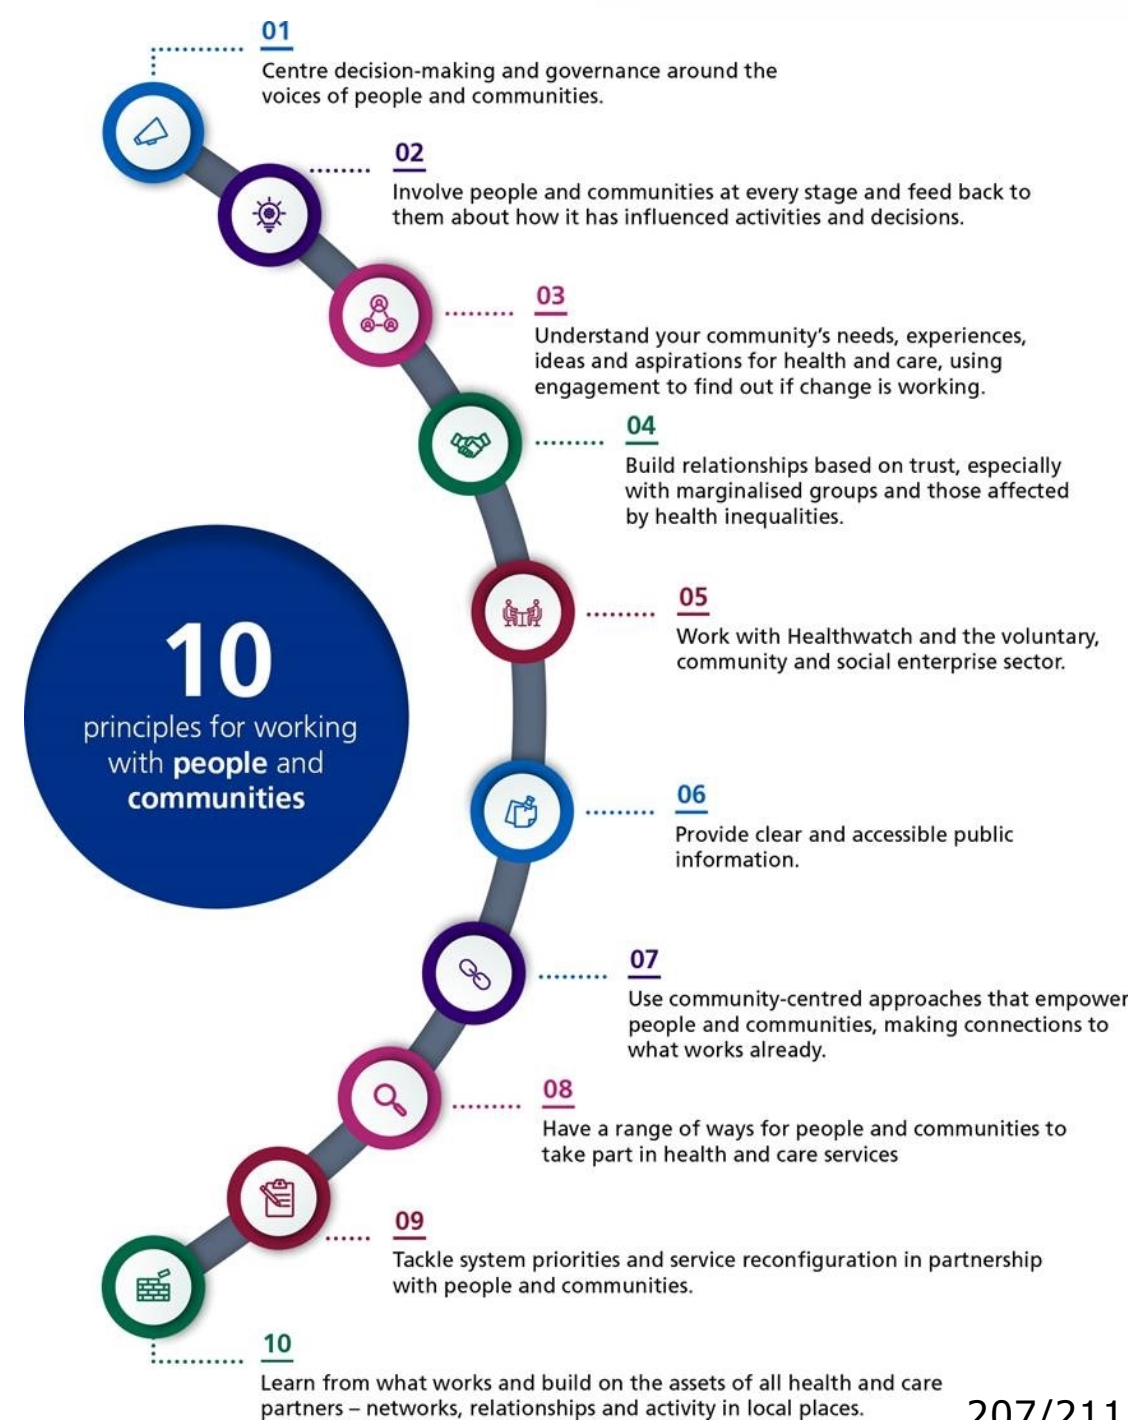 01
Centre decision-making and governance around the
voices of people and communities.
02
Involve people and communities at every stage and feed back to
them about how it has influenced activities and decisions.
03
Understand your community’s needs, experiences,
ideas and aspirations for health and care, using
engagement to find out if change is working.
04
Build relationships based on trust, especially
with marginalised groups and those affected
by health inequalities.
05
Work with Healthwatch and the voluntary,
community and social enterprise sector.
10
principles for working
with people and
communities
06
Provide clear and accessible public
information.
07
Use community-centred approaches that empower
people and communities, making connections to
what works already.
08
Have a range of ways for people and communities to
take part in health and care services
09
Tackle system priorities and service reconfiguration in partnership
with people and communities.
10
Learn from what works and build on the assets of all health and care
partners – networks, relationships and activity in local places.
207/211